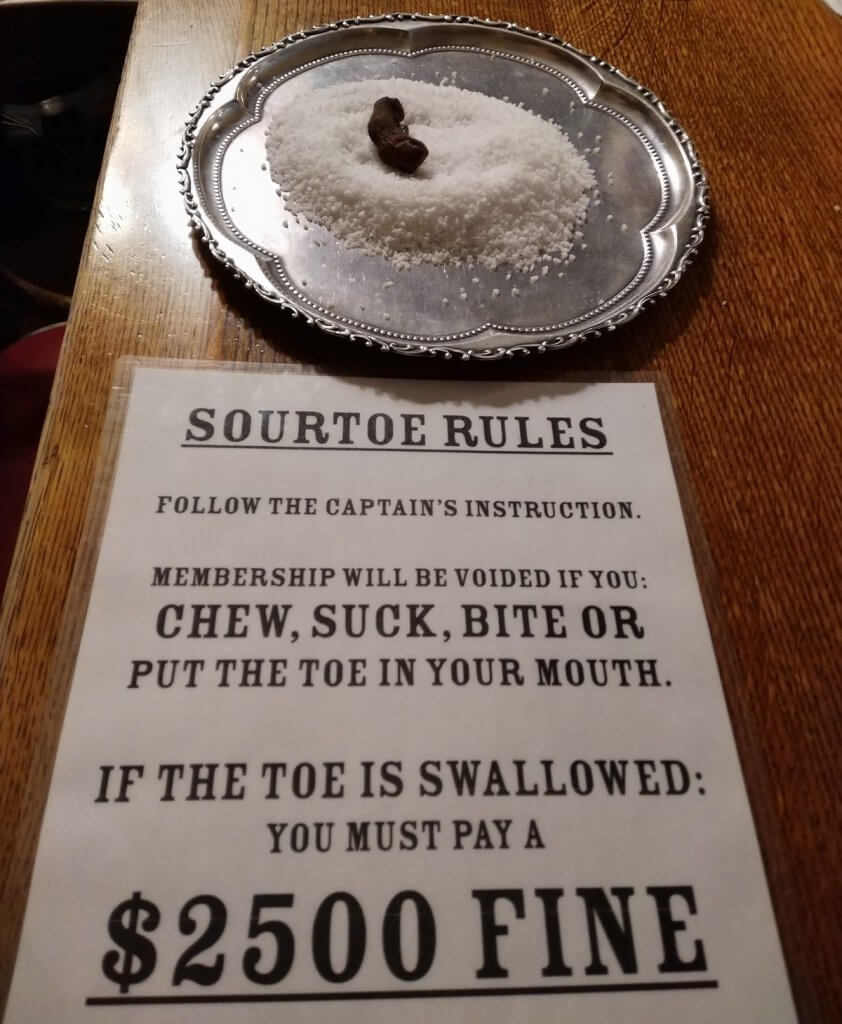 SOURTOE RULES
FOLLOW THE CAPTAIN'S INSTRUCTION.
MEMBERSHIP WILL BE VOIDED IF YOU:
CHEW, SUCK, BITE OR
PUT THE TOE IN YOUR MOUTH.
IF THE TOE IS SWALLOWED:
YOU MUST PAY A
$2500 FINE